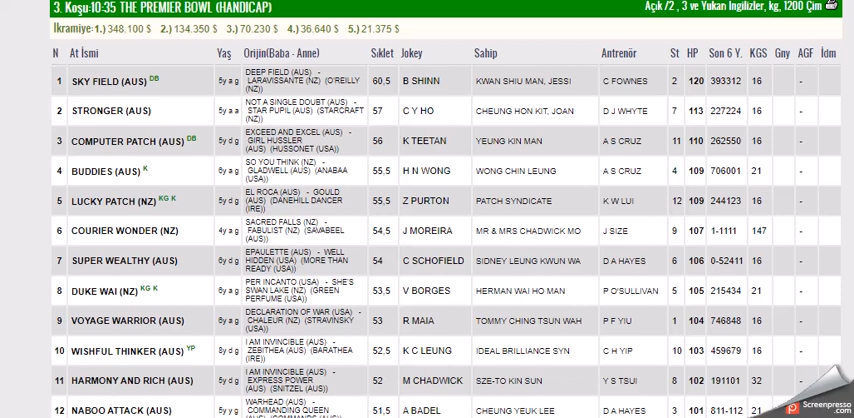 3. Koşu:10:35 THE PREMIER BOWL (HANDICAP) Açık /2 , 3 ve Yukarı İngilizler, kg, 1200 Çim
İkramiye:1.) 348.100 $ 2.) 134.350 $ 3.) 70.230 $ 4.) 36.640 $ 5.) 21.375 $
N At İsmi Yaş Orijin(Baba - Anne) Sıklet Jokey Sahip Antrenör St HP Son 6 Y. KGS Gny AGF İdm
1 SKY FIELD (AUS) DB 5y a g DEEP FIELD (AUS) - LARAVISSANTE (NZ) (O'REILLY (NZ)) 60,5 B SHINN KWAN SHIU MAN, JESSI C FOWNES 2 120 393312 16 -
2 STRONGER (AUS) 5y a a NOT A SINGLE DOUBT (AUS) - STAR PUPIL (AUS) (STARCRAFT (NZ)) 57 C Y HO CHEUNG HON KIT, JOAN D J WHYTE 7 113 227224 16 -
3 COMPUTER PATCH (AUS) DB 5y d g EXCEED AND EXCEL (AUS) - GIRL HUSSLER (AUS) (HUSSONET (USA)) 56 K TEETAN YEUNG KIN MAN A S CRUZ 11 110 262550 16 -
4 BUDDIES (AUS) K 6y a g SO YOU THINK (NZ) - GLADWELL (AUS) (ANABAA (USA)) 55,5 H N WONG WONG CHIN LEUNG A S CRUZ 4 109 706001 21 -
5 LUCKY PATCH (NZ) KG K 5y d g EL ROCA (AUS) - GOULD (AUS) (DANEHILL DANCER (IRE)) 55,5 Z PURTON PATCH SYNDICATE K W LUI 12 109 244123 16 -
6 COURIER WONDER (NZ) 4y a g SACRED FALLS (NZ) - FABULIST (NZ) (SAVABEEL (AUS)) 54,5 J MOREIRA MR & MRS CHADWICK MO J SIZE 9 107 1-1111 147 -
7 SUPER WEALTHY (AUS) 6y d g EPAULETTE (AUS) - WELL HIDDEN (USA) (MORE THAN READY (USA)) 54 C SCHOFIELD SIDNEY LEUNG KWUN WA D A HAYES 6 106 0-52411 16 -
8 DUKE WAI (NZ) KG K 6y a g PER INCANTO (USA) - SHE'S SWAN LAKE (NZ) (GREEN PERFUME (USA)) 53,5 V BORGES HERMAN WAI HO MAN P O'SULLIVAN 5 105 215434 21 -
9 VOYAGE WARRIOR (AUS) 6y a g DECLARATION OF WAR (USA) - CHALEUR (NZ) (STRAVINSKY (USA)) 53 R MAIA TOMMY CHING TSUN WAH P F YIU 1 104 746848 16 -
10 WISHFUL THINKER (AUS) YP 8y d g I AM INVINCIBLE (AUS) - ZEBITHEA (AUS) (BARATHEA (IRE)) 52,5 K C LEUNG IDEAL BRILLIANCE SYN C H YIP 10 103 459679 16 -
11 HARMONY AND RICH (AUS) 5y d g I AM INVINCIBLE (AUS) - EXPRESS POWER (AUS) (SNITZEL (AUS)) 52 M CHADWICK SZE-TO KIN SUN Y S TSUI 8 102 191101 32 -
12 NABOO ATTACK (AUS) 5y y g WARHEAD (AUS) - COMMANDING QUEEN 51,5 A BADEL CHEUNG YEUK LEE D A HAYES 3 101 811-112 21
Screenpresso
.com